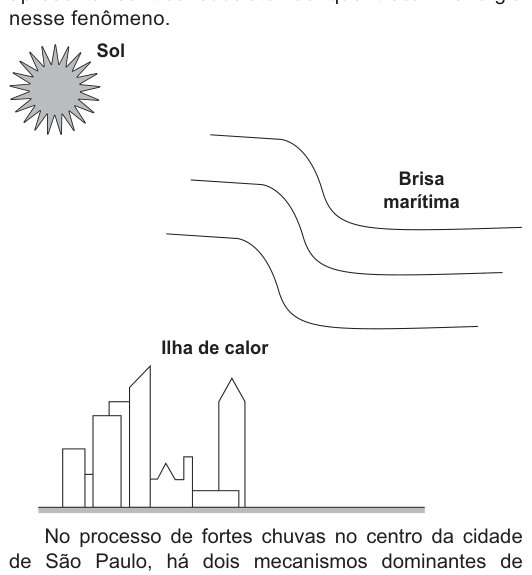 nesse fenômeno.
Sol
Brisa
marítima
Ilha de calor
No processo de fortes chuvas no centro da cidade
de São Paulo, há dois mecanismos dominantes de